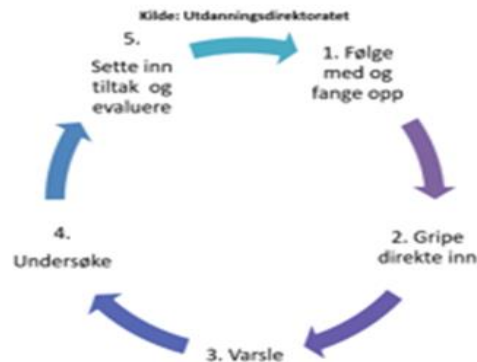 Kilde: Utdanningsdirektoratet
1. Følge
med og
fange opp
2. Gripe
direkte inn
3. Varsle
4.
Undersøke
5.
Sette inn
tiltak og
evaluere